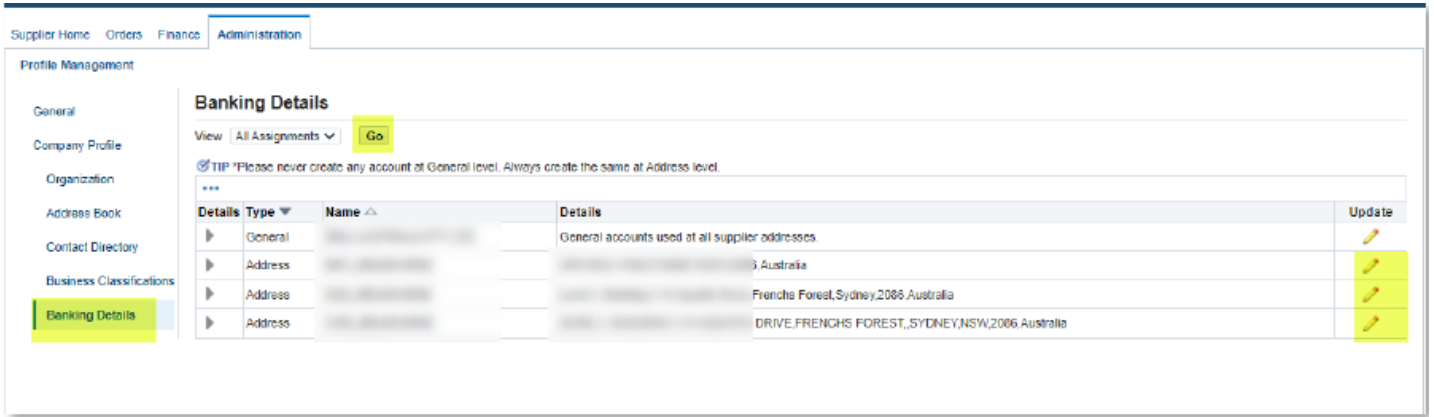 Supplier Home Orders Finance Administration
Profile Management
General
Company Profile
Organization
Address Book
Contact Directory
Business Classifications
Banking Details
Banking Details
View All Assignments Go
TIP "Please never create any account at General level. Always create the same at Address level.
Details Type Name Details Update
General General accounts used at all supplier addresses.
Address 6,Australia
Address Frenchs Forest,Sydney,2086,Australia
Address DRIVE,FRENGHS FOREST,,SYDNEY,NSW,2086,Australia